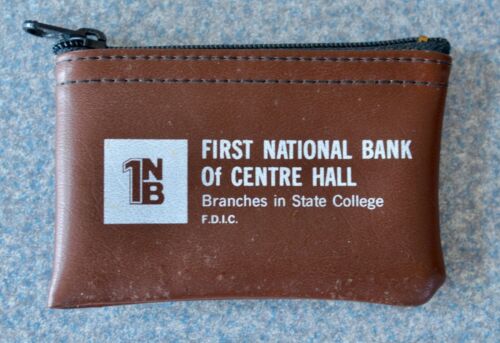 1NB
FIRST NATIONAL BANK
Of CENTRE HALL
Branches in State College
F.D.I.C.